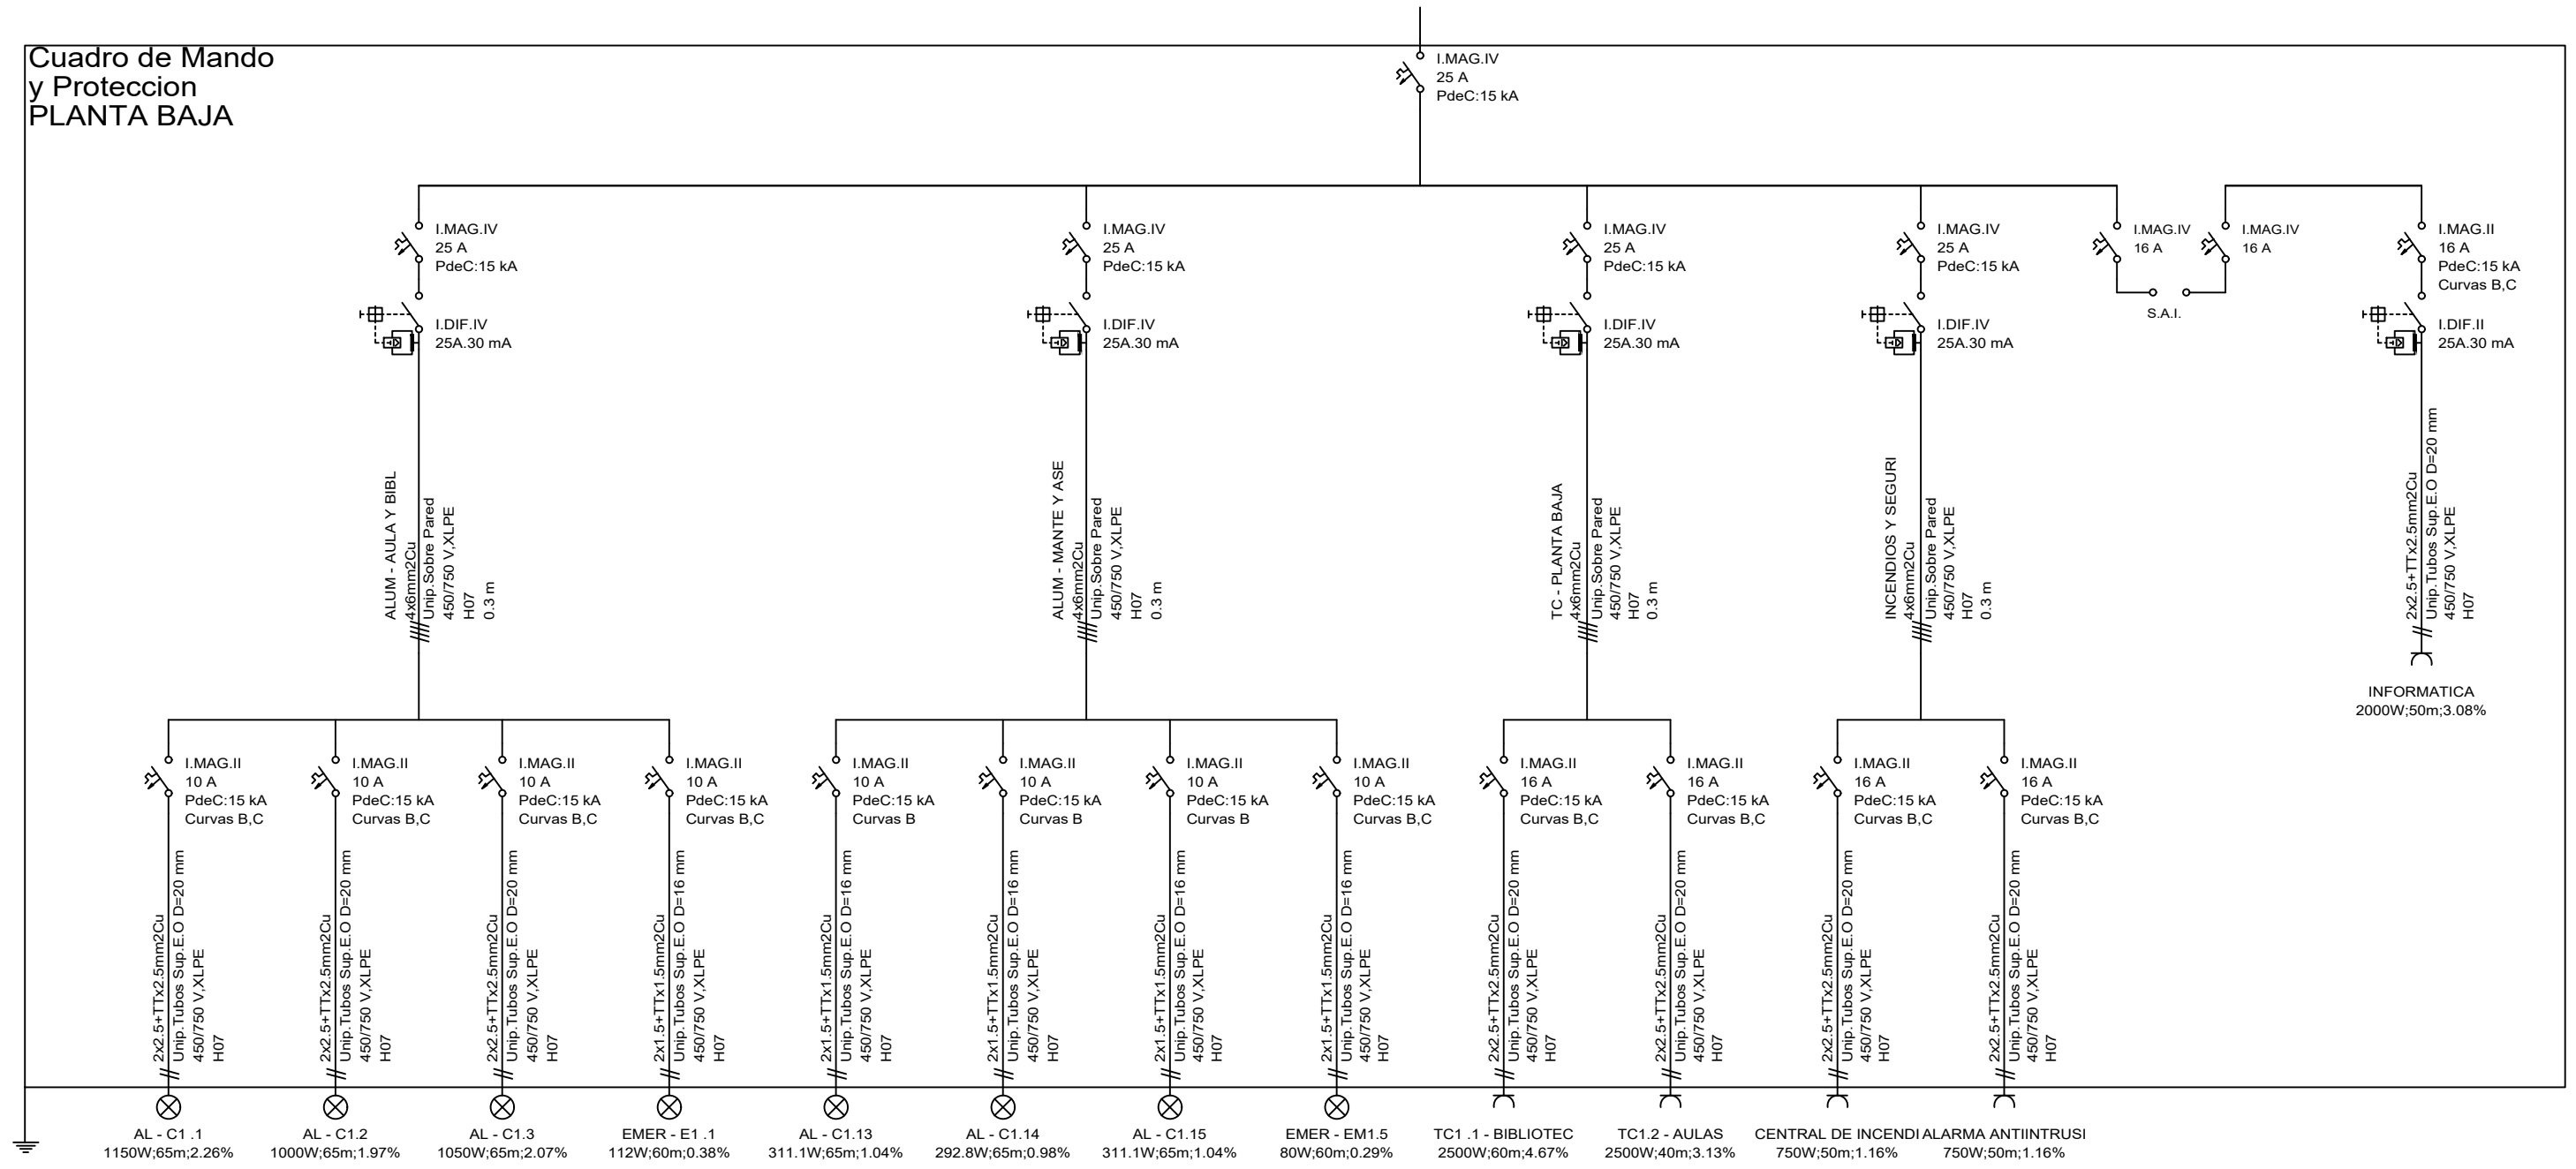 Cuadro de Mando
y Proteccion
PLANTA BAJA
I.MAG.IV
25 A
PdeC:15 kA
I.MAG.IV
25 A
PdeC:15 kA
I.DIF.IV
25A.30 mA
ALUM - AULA Y BIBL
4x6mm2Cu
Unip.Sobre Pared
450/750 V,XLPE
H07
0.3 m
I.MAG.IV
25 A
PdeC:15 kA
I.DIF.IV
25A.30 mA
ALUM - MANTE Y ASE
4x6mm2Cu
Unip.Sobre Pared
450/750 V,XLPE
H07
0.3 m
I.MAG.IV
25 A
PdeC:15 kA
I.DIF.IV
25A.30 mA
TC - PLANTA BAJA
4x6mm2Cu
Unip.Sobre Pared
450/750 V,XLPE
H07
0.3 m
I.MAG.IV
25 A
PdeC:15 kA
I.DIF.IV
25A.30 mA
INCENDIOS Y SEGURI
4x6mm2Cu
Unip.Sobre Pared
450/750 V,XLPE
H07
0.3 m
I.MAG.IV
16 A
I.MAG.IV
16 A
S.A.I.
I.MAG.II
16 A
PdeC:15 kA
Curvas B,C
I.DIF.II
25A.30 mA
2x2.5+TTx2.5mm2Cu
Unip.Tubos Sup.E.O D=20 mm
450/750 V,XLPE
H07
INFORMATICA
2000W;50m;3.08%
I.MAG.II
10 A
PdeC:15 kA
Curvas B,C
2x2.5+TTx2.5mm2Cu
Unip.Tubos Sup.E.O D=20 mm
450/750 V,XLPE
H07
AL - C1 .1
1150W;65m;2.26%
I.MAG.II
10 A
PdeC:15 kA
Curvas B,C
2x2.5+TTx2.5mm2Cu
Unip.Tubos Sup.E.O D=20 mm
450/750 V,XLPE
H07
AL - C1.2
1000W;65m;1.97%
I.MAG.II
10 A
PdeC:15 kA
Curvas B,C
2x2.5+TTx2.5mm2Cu
Unip.Tubos Sup.E.O D=20 mm
450/750 V,XLPE
H07
AL - C1.3
1050W;65m;2.07%
I.MAG.II
10 A
PdeC:15 kA
Curvas B,C
2x1.5+TTx1.5mm2Cu
Unip.Tubos Sup.E.O D=16 mm
450/750 V,XLPE
H07
EMER - E1 .1
112W;60m;0.38%
I.MAG.II
10 A
PdeC:15 kA
Curvas B
2x1.5+TTx1.5mm2Cu
Unip.Tubos Sup.E.O D=16 mm
450/750 V,XLPE
H07
AL - C1.13
311.1W;65m;1.04%
I.MAG.II
10 A
PdeC:15 kA
Curvas B
2x1.5+TTx1.5mm2Cu
Unip.Tubos Sup.E.O D=16 mm
450/750 V,XLPE
H07
AL - C1.14
292.8W;65m;0.98%
I.MAG.II
10 A
PdeC:15 kA
Curvas B
2x1.5+TTx1.5mm2Cu
Unip.Tubos Sup.E.O D=16 mm
450/750 V,XLPE
H07
AL - C1.15
311.1W;65m;1.04%
I.MAG.II
10 A
PdeC:15 kA
Curvas B,C
2x1.5+TTx1.5mm2Cu
Unip.Tubos Sup.E.O D=16 mm
450/750 V,XLPE
H07
EMER - EM1.5
80W;60m;0.29%
I.MAG.II
16 A
PdeC:15 kA
Curvas B,C
2x2.5+TTx2.5mm2Cu
Unip.Tubos Sup.E.O D=20 mm
450/750 V,XLPE
H07
TC1 .1 - BIBLIOTEC
2500W;60m;4.67%
I.MAG.II
16 A
PdeC:15 kA
Curvas B,C
2x2.5+TTx2.5mm2Cu
Unip.Tubos Sup.E.O D=20 mm
450/750 V,XLPE
H07
TC1.2 - AULAS
2500W;40m;3.13%
I.MAG.II
16 A
PdeC:15 kA
Curvas B,C
2x2.5+TTx2.5mm2Cu
Unip.Tubos Sup.E.O D=20 mm
450/750 V,XLPE
H07
CENTRAL DE INCENDI
750W;50m;1.16%
I.MAG.II
16 A
PdeC:15 kA
Curvas B,C
2x2.5+TTx2.5mm2Cu
Unip.Tubos Sup.E.O D=20 mm
450/750 V,XLPE
H07
ALARMA ANTIINTRUSI
750W;50m;1.16%